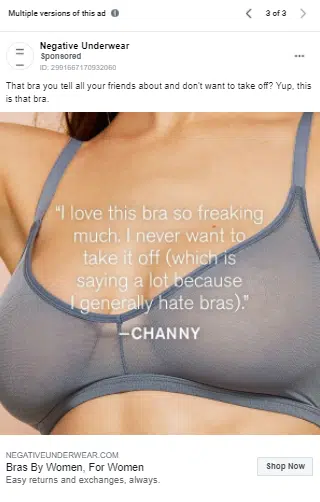 Multiple versions of this ad
3 of 3
Negative Underwear
Sponsored
ID: 2991667170932060
That bra you tell all your friends about and don't want to take off? Yup, this
is that bra.
"I love this bra so freaking
much. I never want to
take it off (which is
saying a lot because
I generally hate bras)."
—CHANNY
NEGATIVEUNDERWEAR.COM
Bras By Women, For Women
Easy returns and exchanges, always.
Shop Now